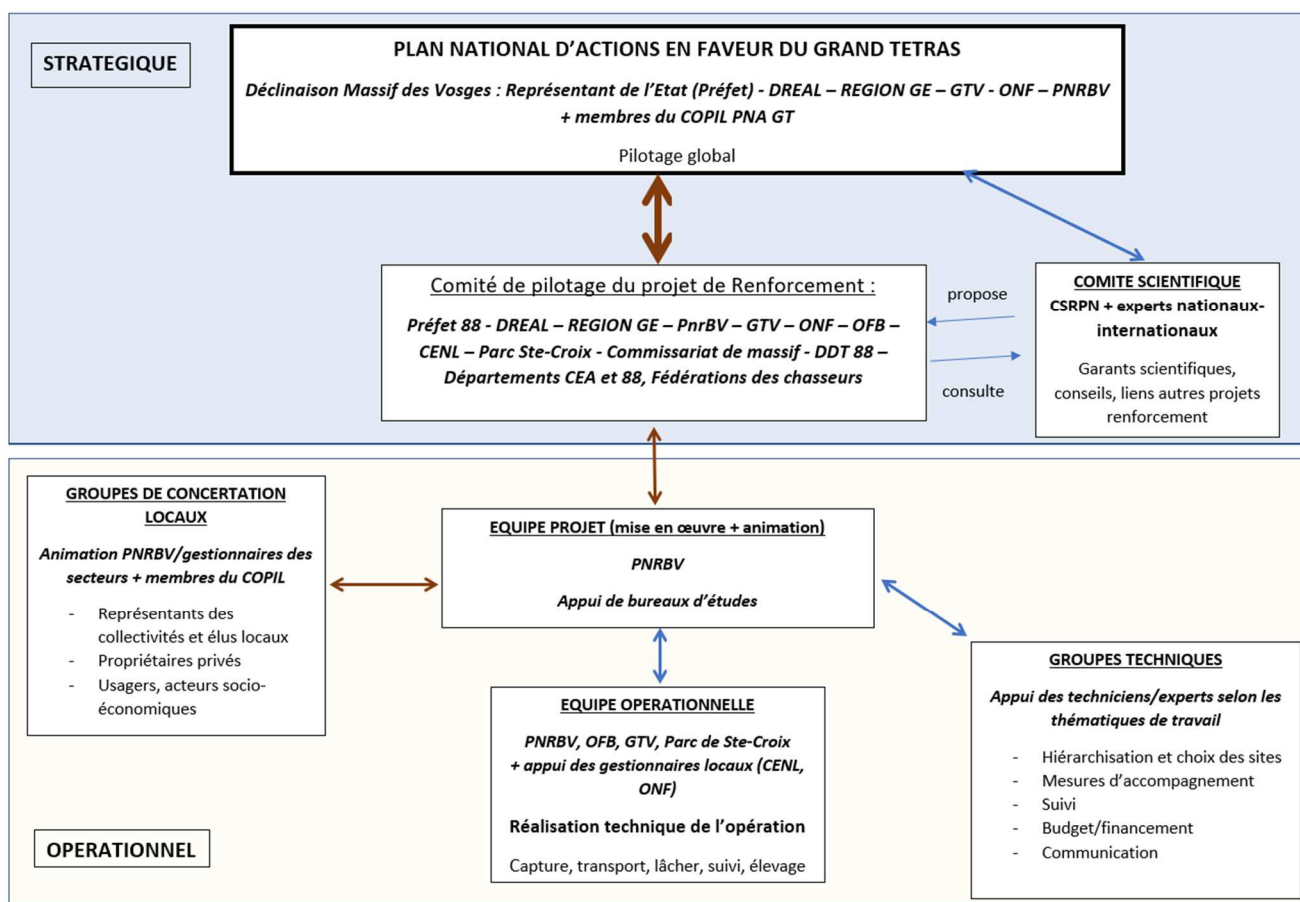 STRATEGIQUE
PLAN NATIONAL D’ACTIONS EN FAVEUR DU GRAND TETRAS
Déclinaison Massif des Vosges : Représentant de l’Etat (Préfet) - DREAL – REGION GE – GTV - ONF – PNRBV
+ membres du COPIL PNA GT
Pilotage global
Comité de pilotage du projet de Renforcement :
Préfet 88 - DREAL – REGION GE – PnrBV – GTV – ONF – OFB –
CENL – Parc Ste-Croix - Commissariat de massif - DDT 88 –
Départements CEA et 88, Fédérations des chasseurs
propose
consulte
COMITE SCIENTIFIQUE
CSRPN + experts nationaux-
internationaux
Garants scientifiques,
conseils, liens autres projets
renforcement
GROUPES DE CONCERTATION
LOCAUX
Animation PNRBV/gestionnaires des
secteurs + membres du COPIL
- Représentants des
collectivités et élus locaux
- Propriétaires privés
- Usagers, acteurs socio-
économiques
EQUIPE PROJET (mise en œuvre + animation)
PNRBV
Appui de bureaux d’études
EQUIPE OPERATIONNELLE
PNRBV, OFB, GTV, Parc de Ste-Croix
+ appui des gestionnaires locaux (CENL,
ONF)
Réalisation technique de l’opération
Capture, transport, lâcher, suivi, élevage
GROUPES TECHNIQUES
Appui des techniciens/experts selon les
thématiques de travail
- Hiérarchisation et choix des sites
- Mesures d’accompagnement
- Suivi
- Budget/financement
- Communication
OPERATIONNEL